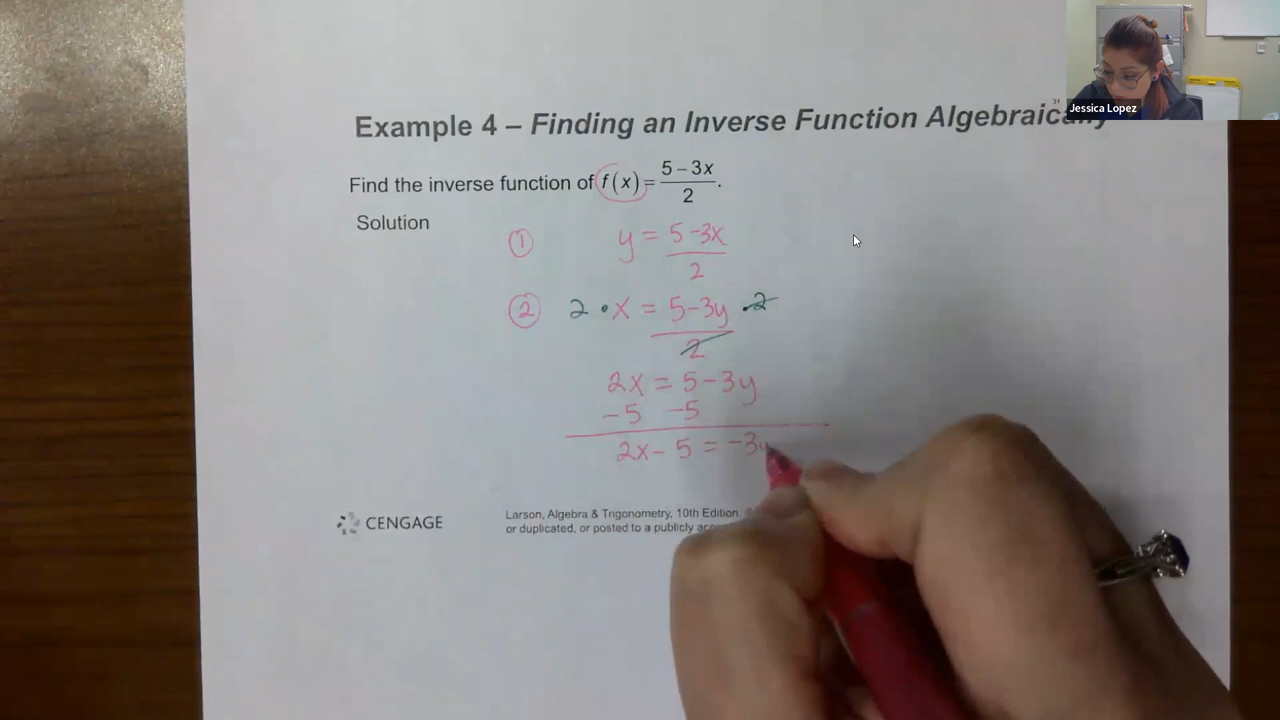 Jessica Lopez
Example 4 – Finding an Inverse Function Algebraically
Find the inverse function of f(x) = (5 – 3x)/2.
Solution
① y = (5-3x)/2
② 2 · x = (5-3y)/2 · 2
2x = 5-3y
-5 -5
2x - 5 = -3y
CENGAGE
Larson, Algebra & Trigonometry, 10th Edition.
or duplicated, or posted to a publicly